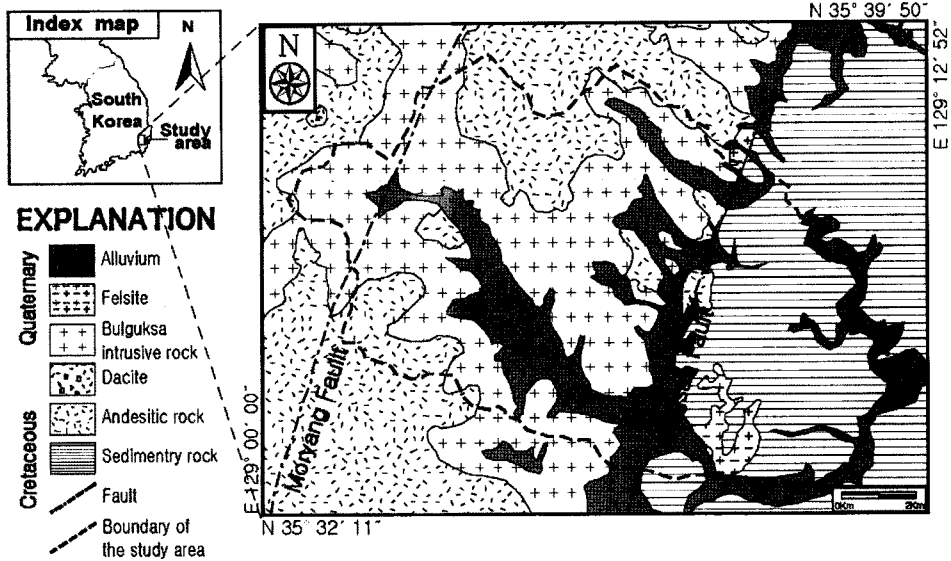 Index map
N
South
Korea
Study
area
EXPLANATION
Quaternary
Cretaceous
Alluvium
Felsite
Bulguksa
intrusive rock
Dacite
Andesitic rock
Sedimentry rock
Fault
Boundary of
the study area
N 35° 39′ 50″
E 129° 12′ 52″
N
Moryang Fault
E 129° 00′ 00″
N 35° 32′ 11″
0Km 2Km